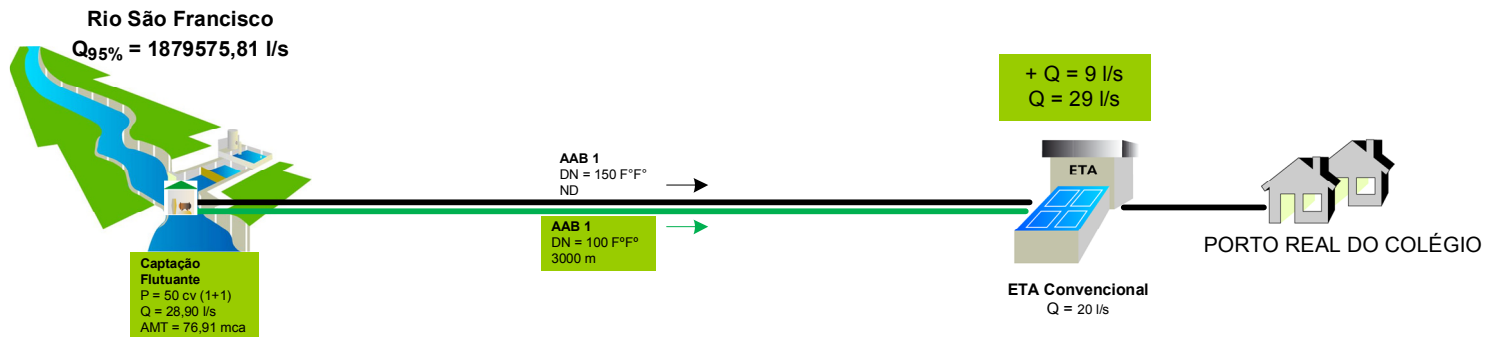 Rio São Francisco
Q95% = 1879575,81 l/s
+ Q = 9 l/s
Q = 29 l/s
AAB 1
DN = 150 F°F°
ND
ETA
AAB 1
DN = 100 FºFº
3000 m
PORTO REAL DO COLÉGIO
Captação
Flutuante
P = 50 cv (1+1)
Q = 28,90 l/s
AMT = 76,91 mca
ETA Convencional
Q = 20 l/s